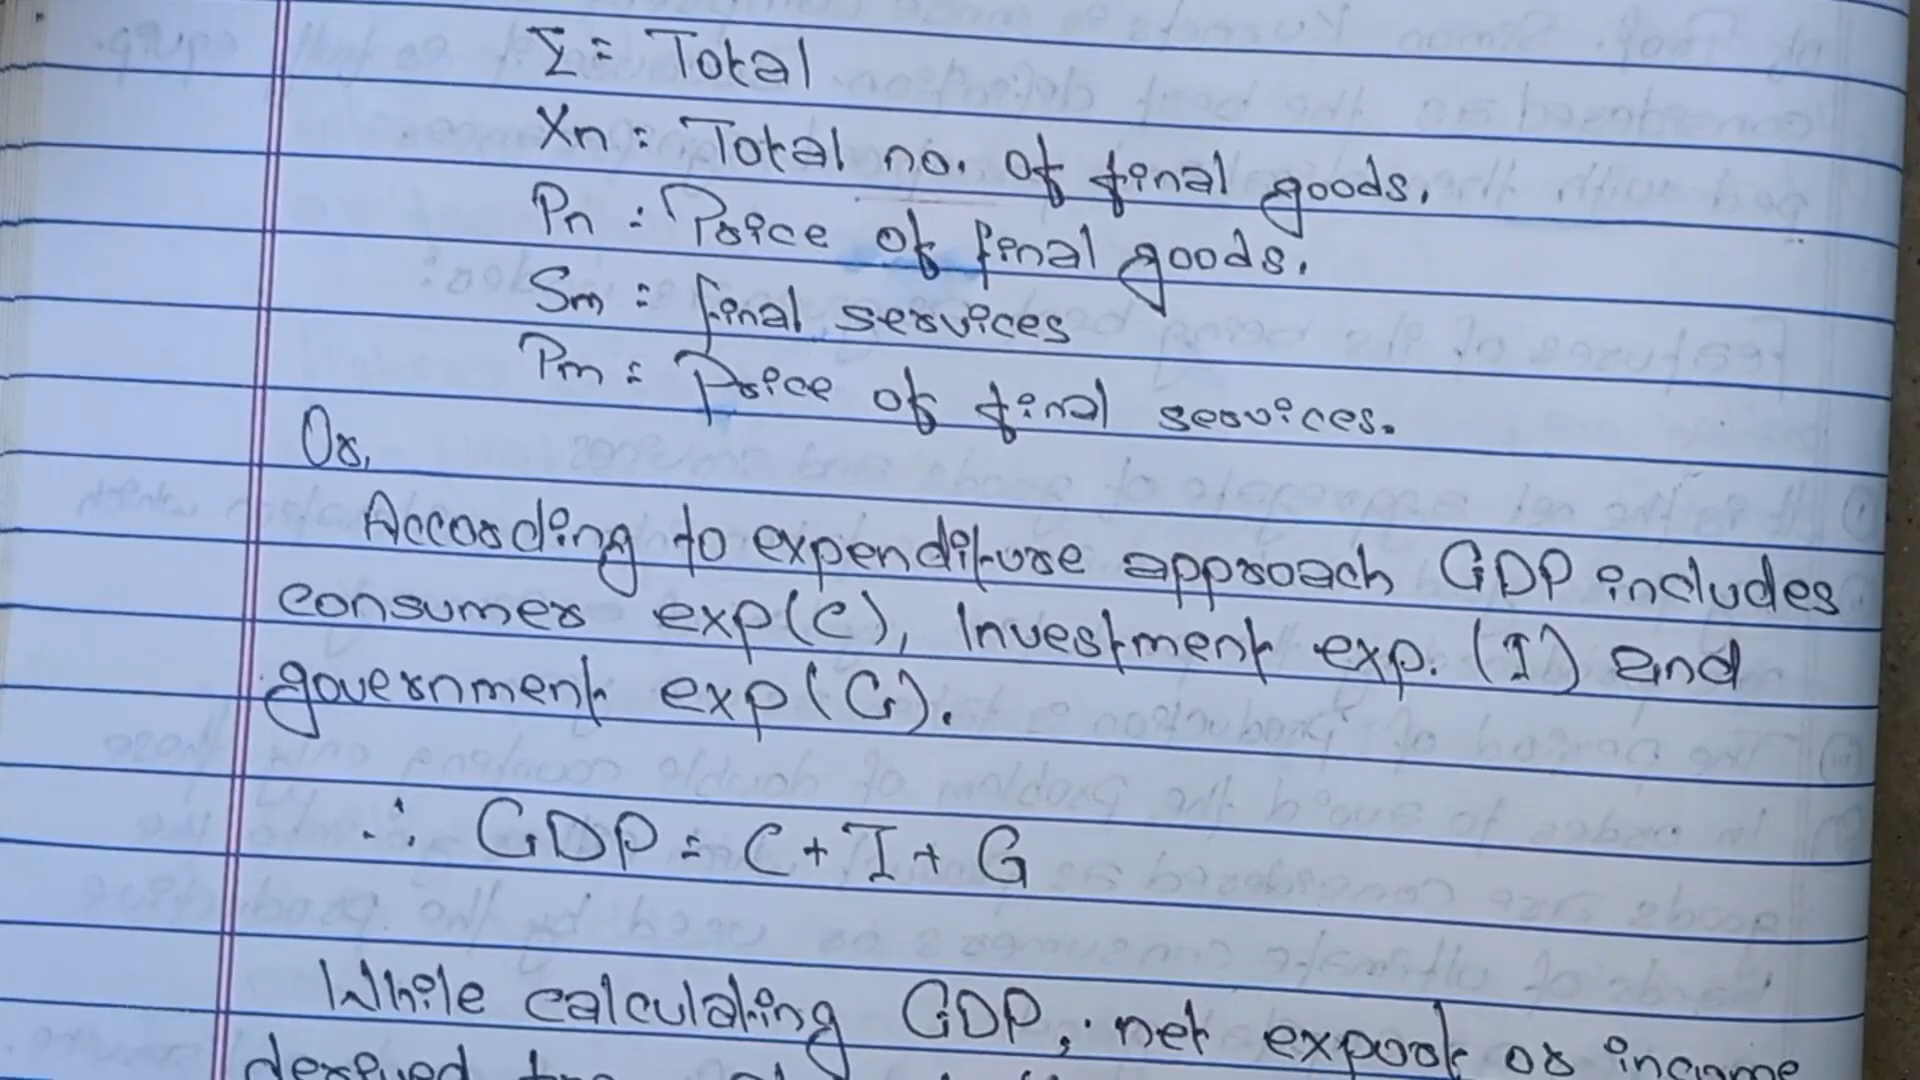 Σ = Total
Xn = Total no. of final goods.
Pn : Price of final goods.
Sm : final services
Pm : Price of final services.
Or,
According to expenditure approach GDP includes
consumer exp(C), Investment exp. (I) and
government exp(G).
∴ GDP = C + I + G
While calculating GDP, net export or income
derived